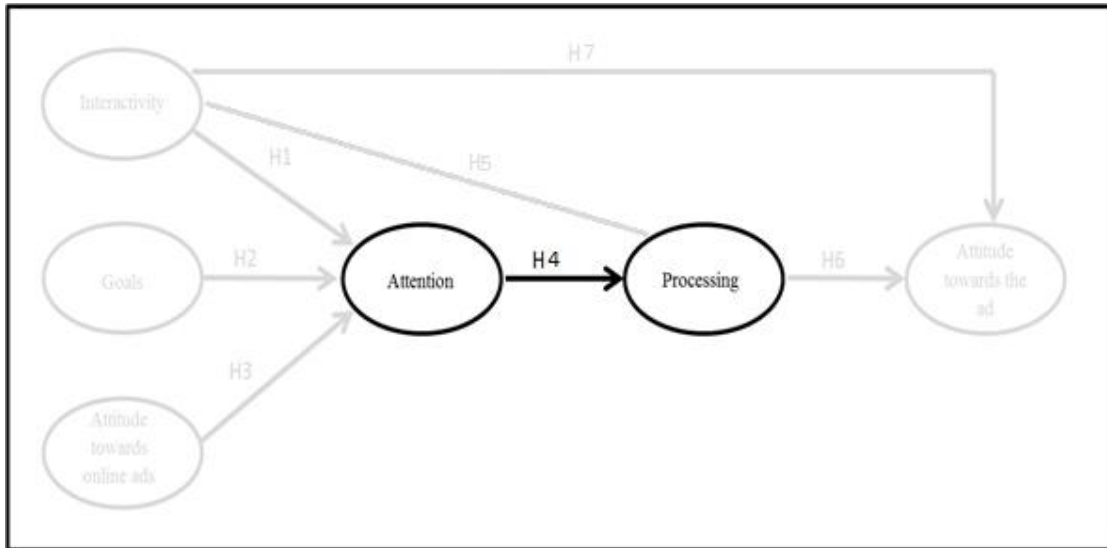 H7
Interactivity
H1
H5
Goals
H2
Attention
H4
Processing
H6
Attitude
towards the
ad
H3
Attitude
towards
online ads